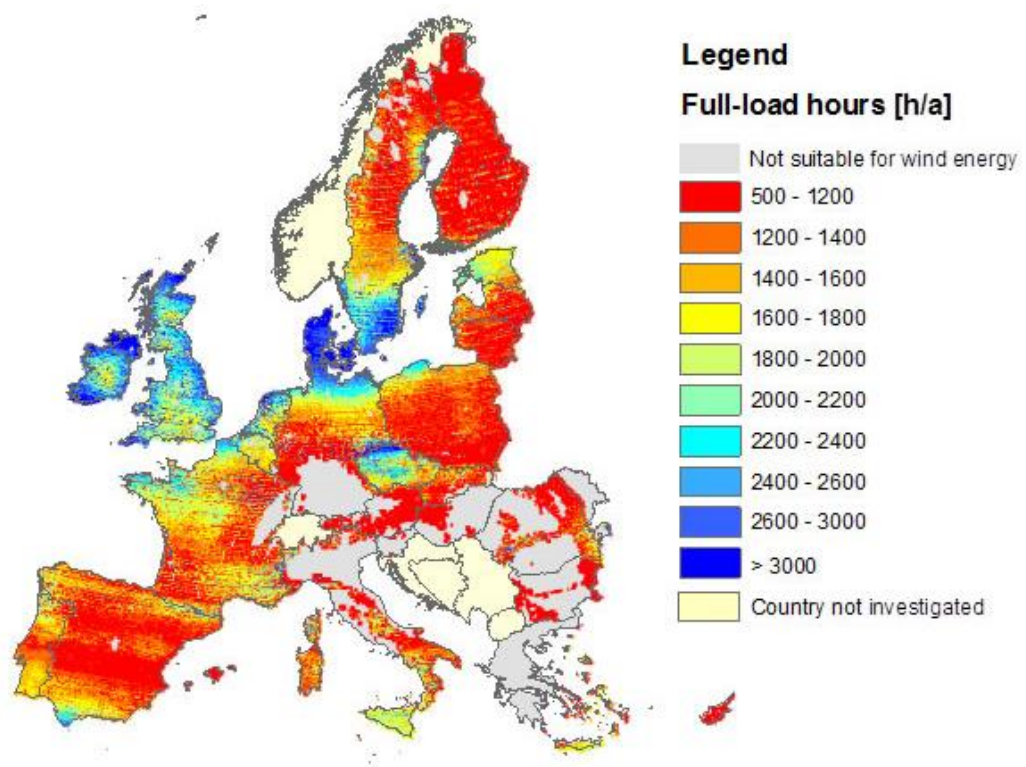 Legend
Full-load hours [h/a]
Not suitable for wind energy
500 - 1200
1200 - 1400
1400 - 1600
1600 - 1800
1800 - 2000
2000 - 2200
2200 - 2400
2400 - 2600
2600 - 3000
> 3000
Country not investigated